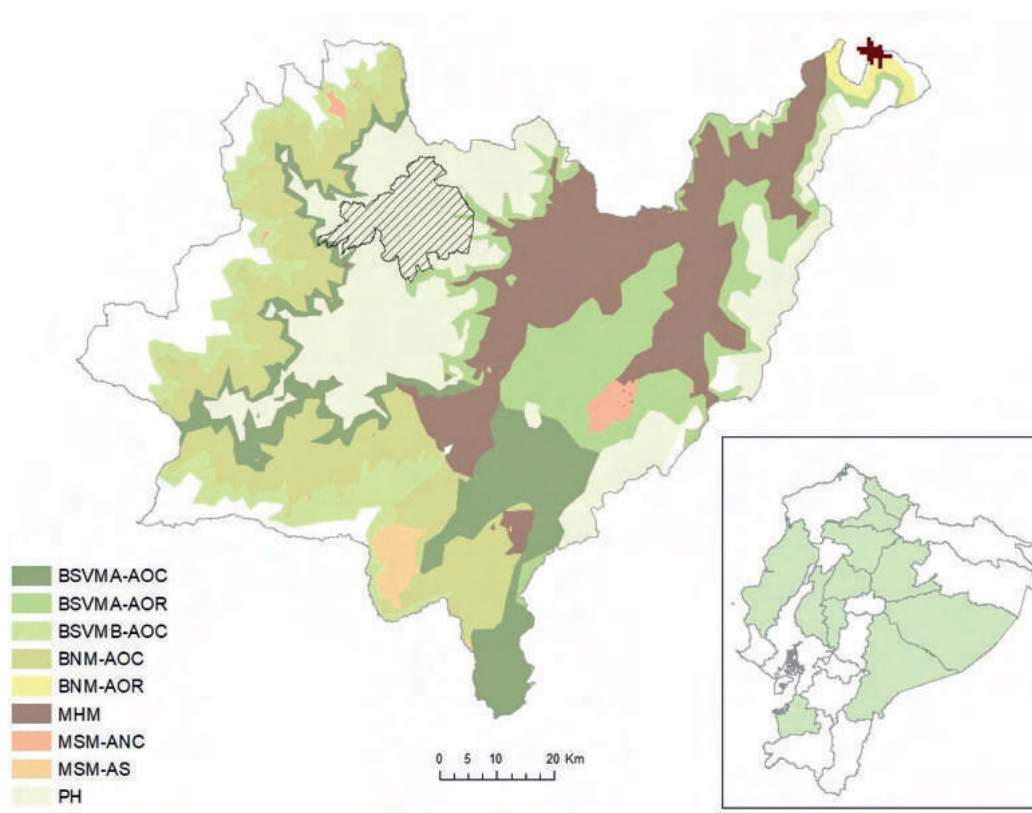 BSVMA-AOC
BSVMA-AOR
BSVMB-AOC
BNM-AOC
BNM-AOR
MHM
MSM-ANC
MSM-AS
PH
0 5 10 20 Km